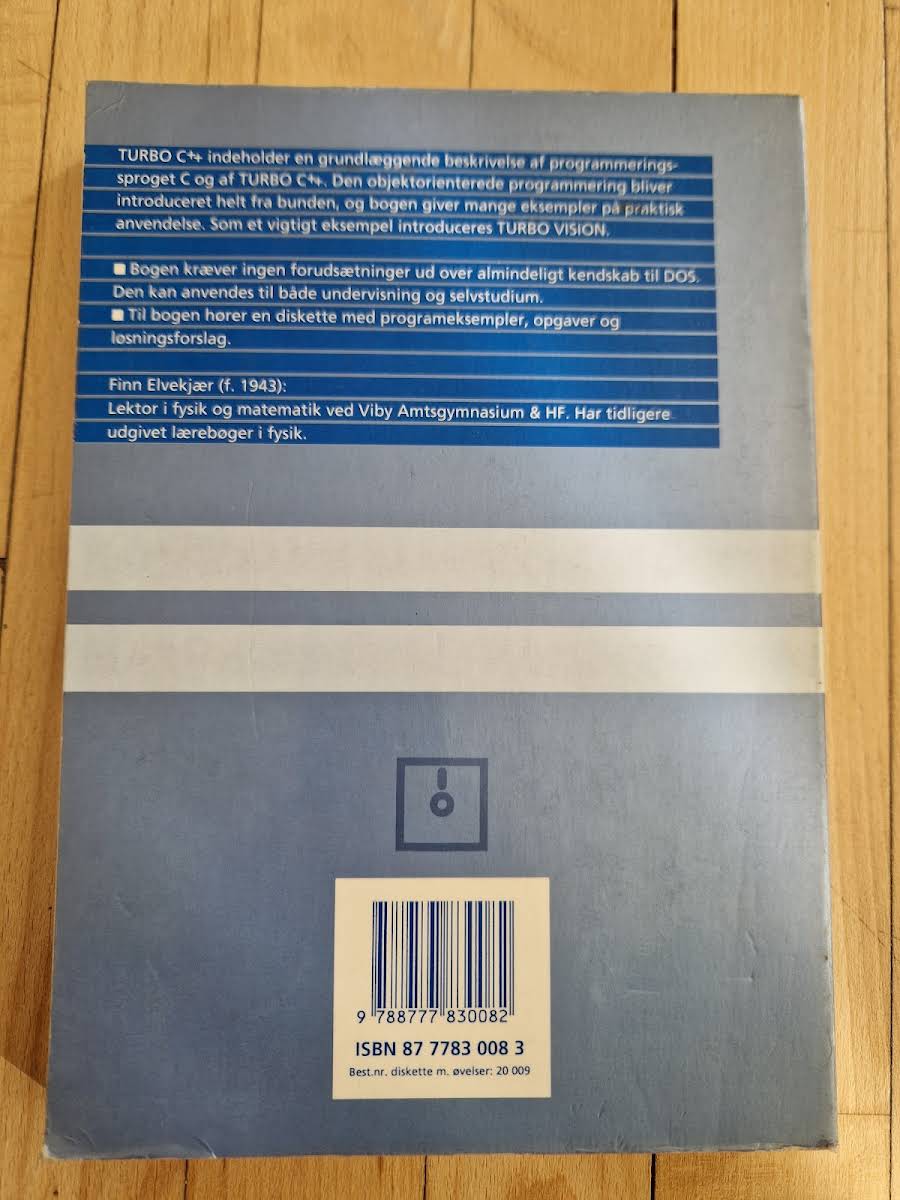 TURBO C++ indeholder en grundlæggende beskrivelse af programmerings-
sproget C og af TURBO C++. Den objektorienterede programmering bliver
introduceret helt fra bunden, og bogen giver mange eksempler på praktisk
anvendelse. Som et vigtigt eksempel introduceres TURBO VISION.
■ Bogen kræver ingen forudsætninger ud over almindeligt kendskab til DOS.
Den kan anvendes til både undervisning og selvstudium.
■ Til bogen hører en diskette med programeksempler, opgaver og
løsningsforslag.
Finn Elvekjær (f. 1943):
Lektor i fysik og matematik ved Viby Amtsgymnasium & HF. Har tidligere
udgivet lærebøger i fysik.
9 788777 830082
ISBN 87 7783 008 3
Best.nr. diskette m. øvelser: 20 009